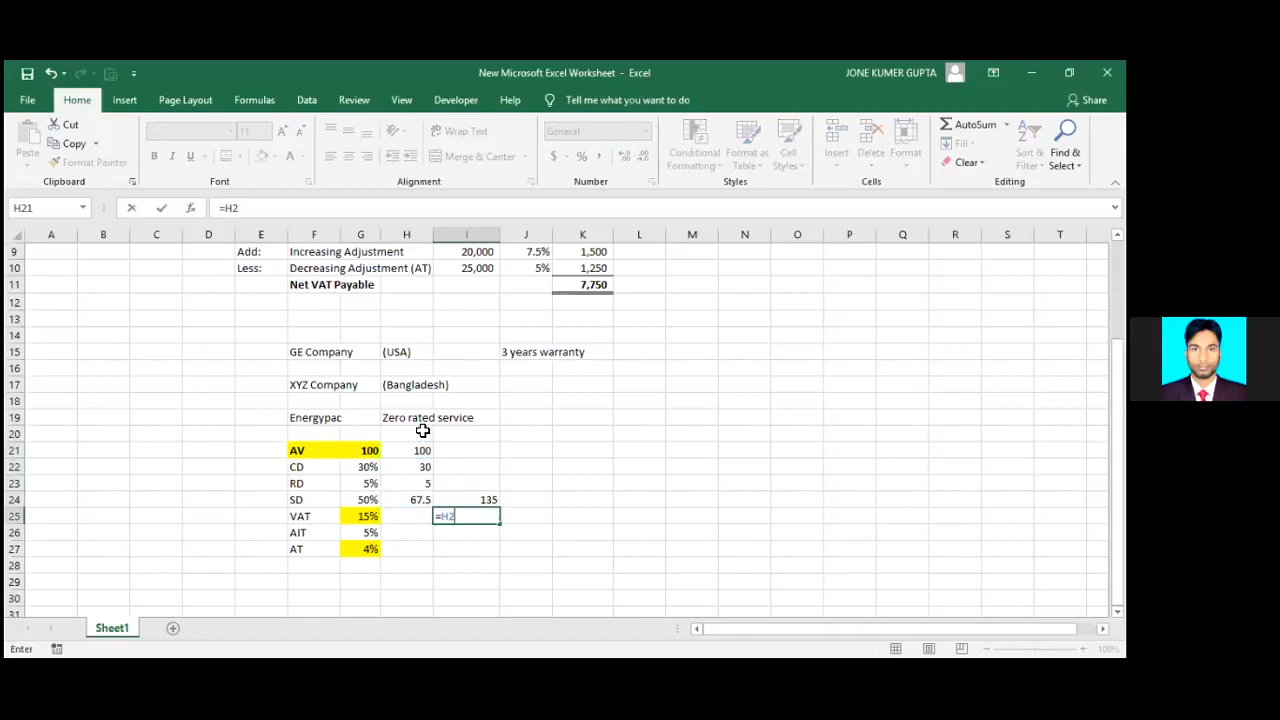 New Microsoft Excel Worksheet - Excel
JONE KUMER GUPTA
File Home Insert Page Layout Formulas Data Review View Developer Help Tell me what you want to do Share
Paste
Cut
Copy
Format Painter
Clipboard
11
B I U
Font
Wrap Text
Merge & Center
Alignment
General
$ % ,
Number
Conditional Formatting
Format as Table
Cell Styles
Styles
Insert Delete Format
Cells
AutoSum
Fill
Clear
Sort & Filter
Find & Select
Editing
H21 fx =H2
A B C D E F G H I J K L M N O P Q R S T
9 Add: Increasing Adjustment 20,000 7.5% 1,500
10 Less: Decreasing Adjustment (AT) 25,000 5% 1,250
11 Net VAT Payable 7,750
12
13
14
15 GE Company (USA) 3 years warranty
16
17 XYZ Company (Bangladesh)
18
19 Energypac Zero rated service
20
21 AV 100 100
22 CD 30% 30
23 RD 5% 5
24 SD 50% 67.5 135
25 VAT 15% =H2
26 AIT 5%
27 AT 4%
28
29
30
31
Sheet1
Enter
100%